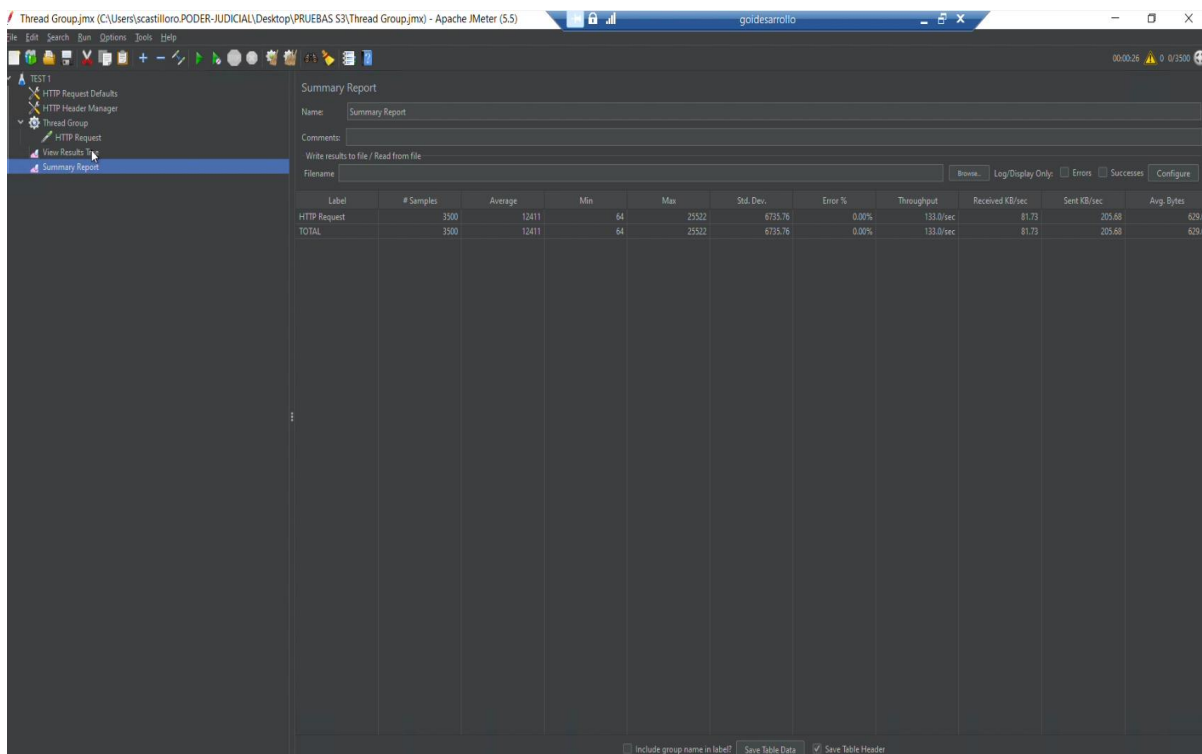 Thread Group.jmx (C:\Users\scastilloro.PODER-JUDICIAL\Desktop\PRUEBAS S3\Thread Group.jmx) - Apache JMeter (5.5)
goidesarrollo
File Edit Search Run Options Tools Help
00:00:26 0 0/3500
TEST 1
HTTP Request Defaults
HTTP Header Manager
Thread Group
HTTP Request
View Results Tree
Summary Report
Summary Report
Name: Summary Report
Comments:
Write results to file / Read from file
Filename Browse... Log/Display Only: Errors Successes Configure
Label # Samples Average Min Max Std. Dev. Error % Throughput Received KB/sec Sent KB/sec Avg. Bytes
HTTP Request 3500 12411 64 25522 6735.76 0.00% 133.0/sec 81.73 205.68 629.
TOTAL 3500 12411 64 25522 6735.76 0.00% 133.0/sec 81.73 205.68 629.
Include group name in label? Save Table Data Save Table Header